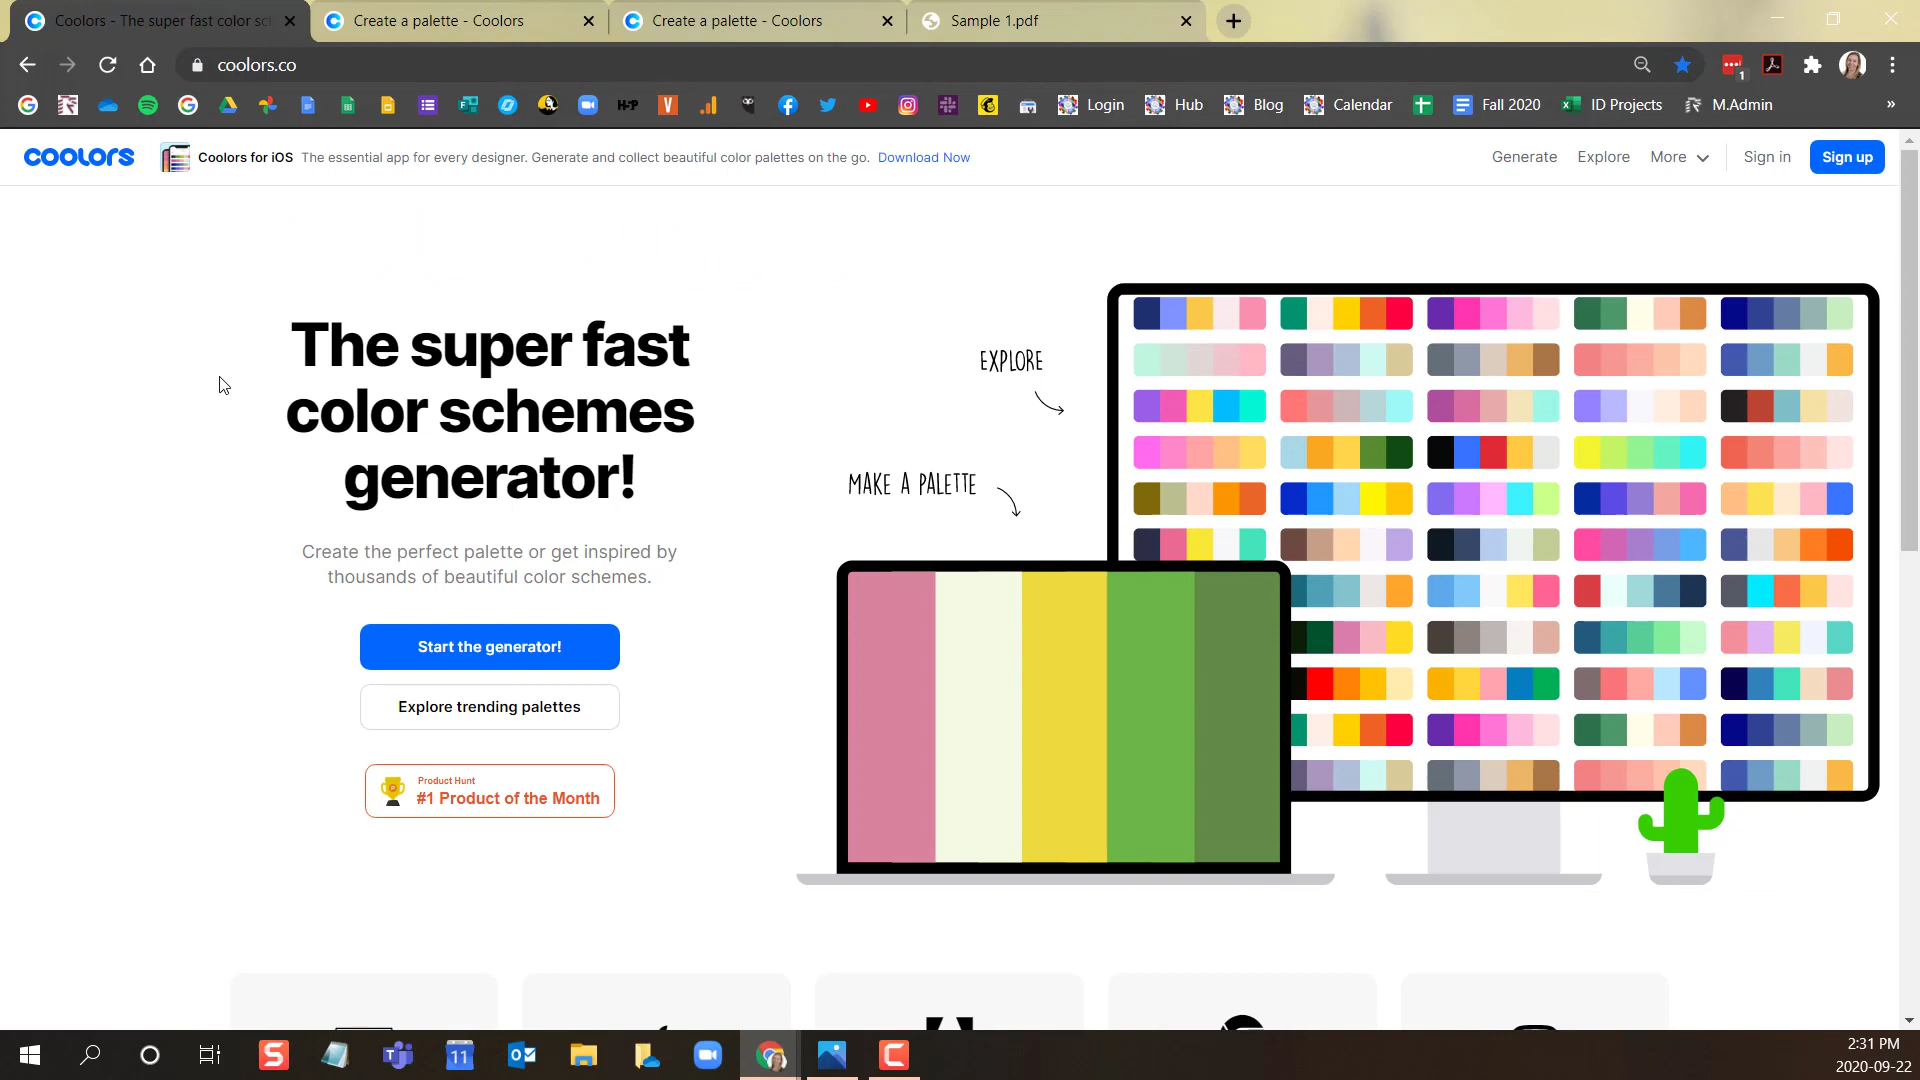 Coolors - The super fast color sc
Create a palette - Coolors
Create a palette - Coolors
Sample 1.pdf
coolors.co
1
H5P
Login
Hub
Blog
Calendar
Fall 2020
ID Projects
M.Admin
»
coolors
Coolors for iOS
The essential app for every designer. Generate and collect beautiful color palettes on the go.
Download Now
Generate
Explore
More
Sign in
Sign up
The super fast
color schemes
generator!
Create the perfect palette or get inspired by
thousands of beautiful color schemes.
Start the generator!
Explore trending palettes
Product Hunt
#1 Product of the Month
EXPLORE
MAKE A PALETTE
11
2:31 PM
2020-09-22